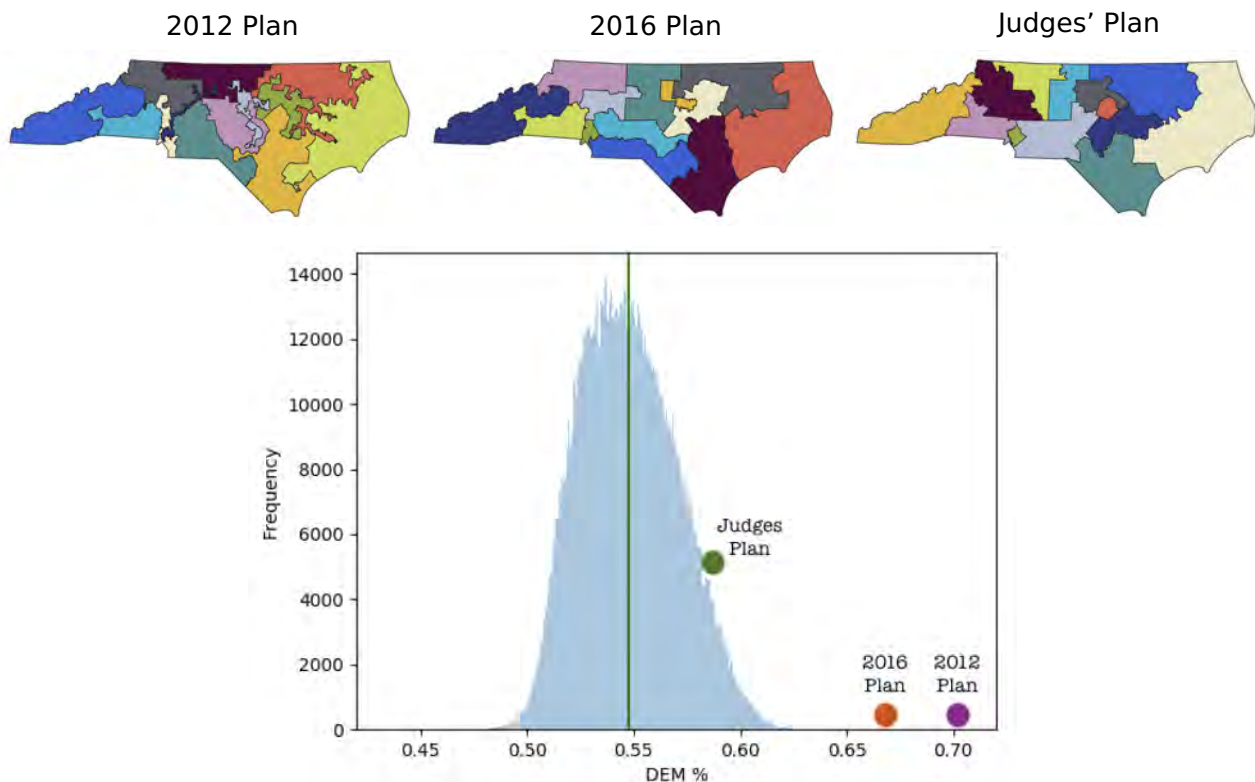 2012 Plan
2016 Plan
Judges’ Plan
14000
12000
10000
8000
6000
4000
2000
0
Frequency
Judges
Plan
2016
Plan
2012
Plan
0.45
0.50
0.55
0.60
0.65
0.70
DEM %